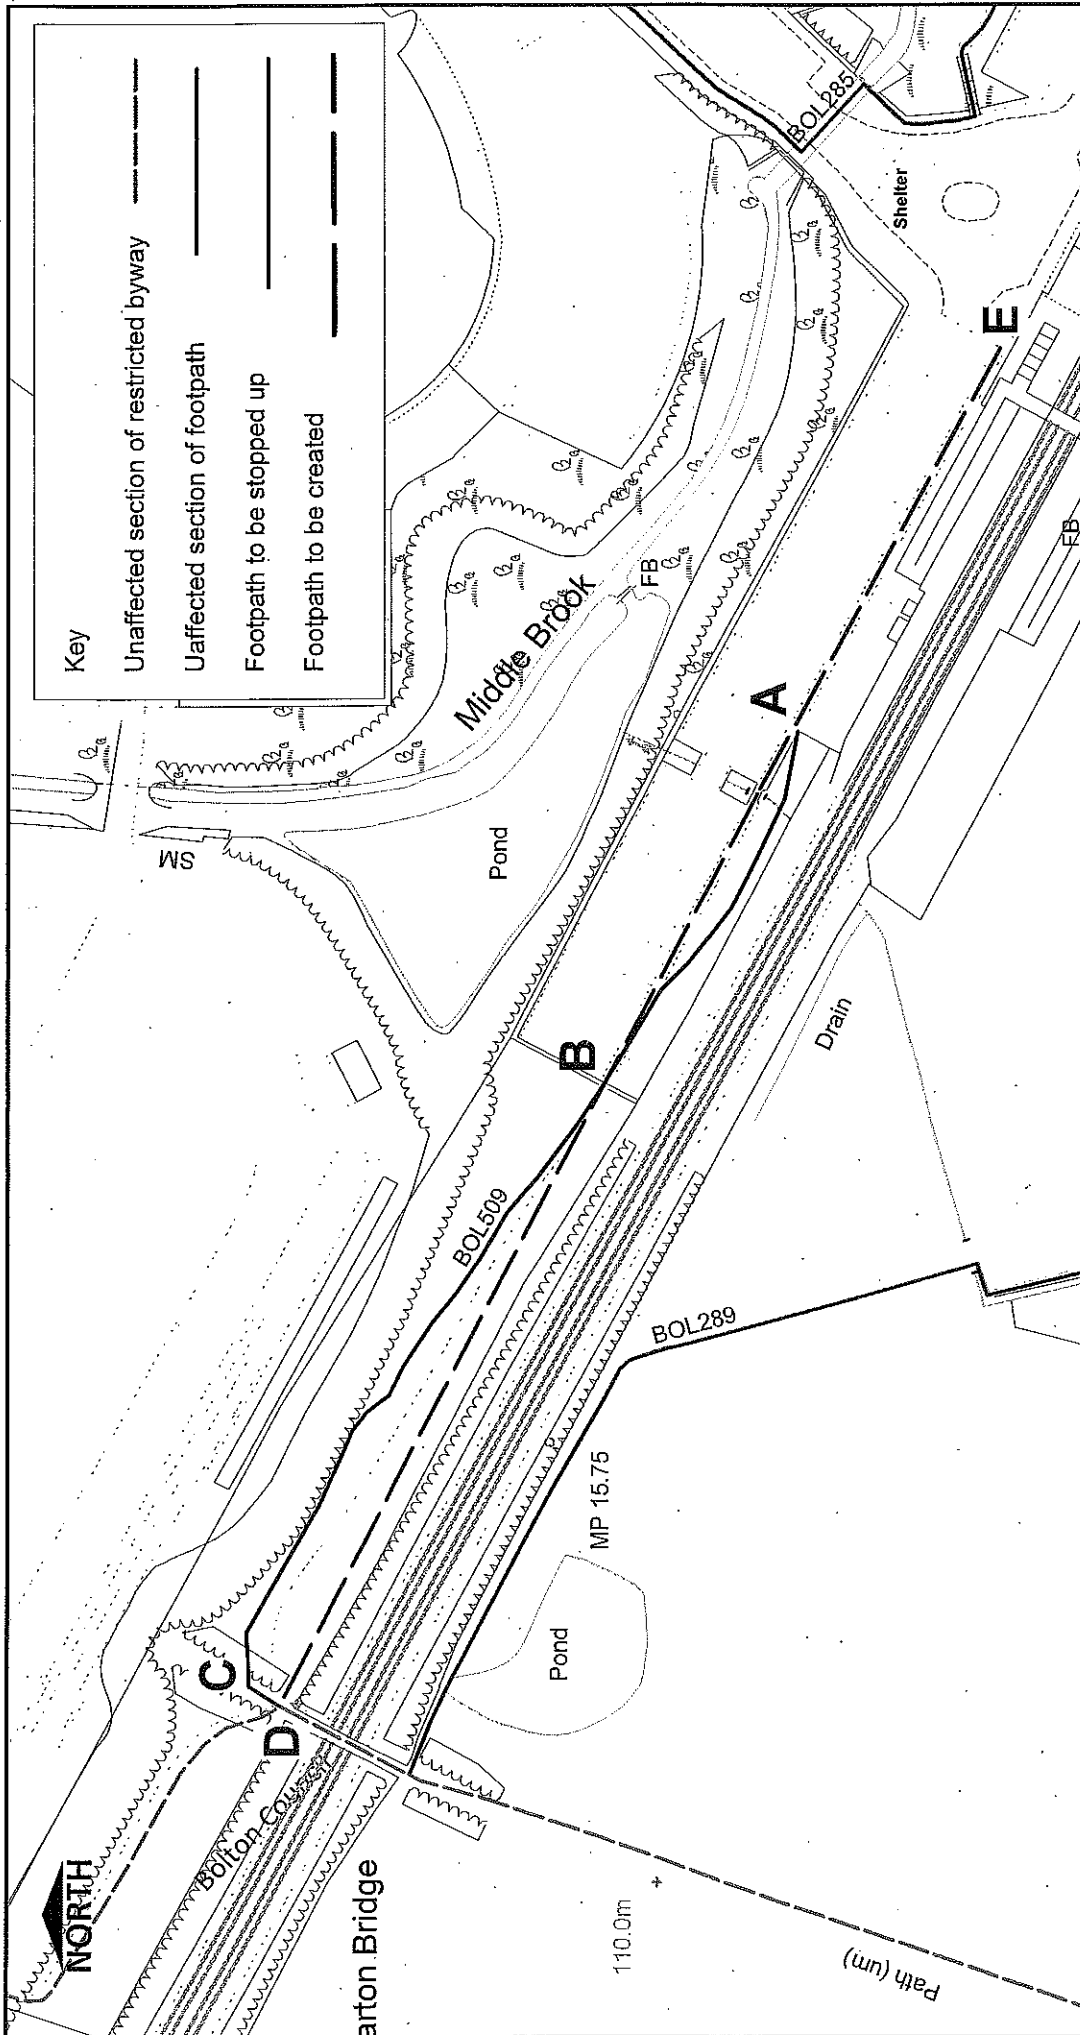 Key
Unaffected section of restricted byway
Uaffected section of footpath
Footpath to be stopped up
Footpath to be created
BOL285
Shelter
E
FB
Middle Brook
FB
A
SM
Pond
B
Drain
BOL509
BOL289
MP 15.75
Pond
C
D
Bolton
NORTH
arton Bridge
110.0m
Path (um)